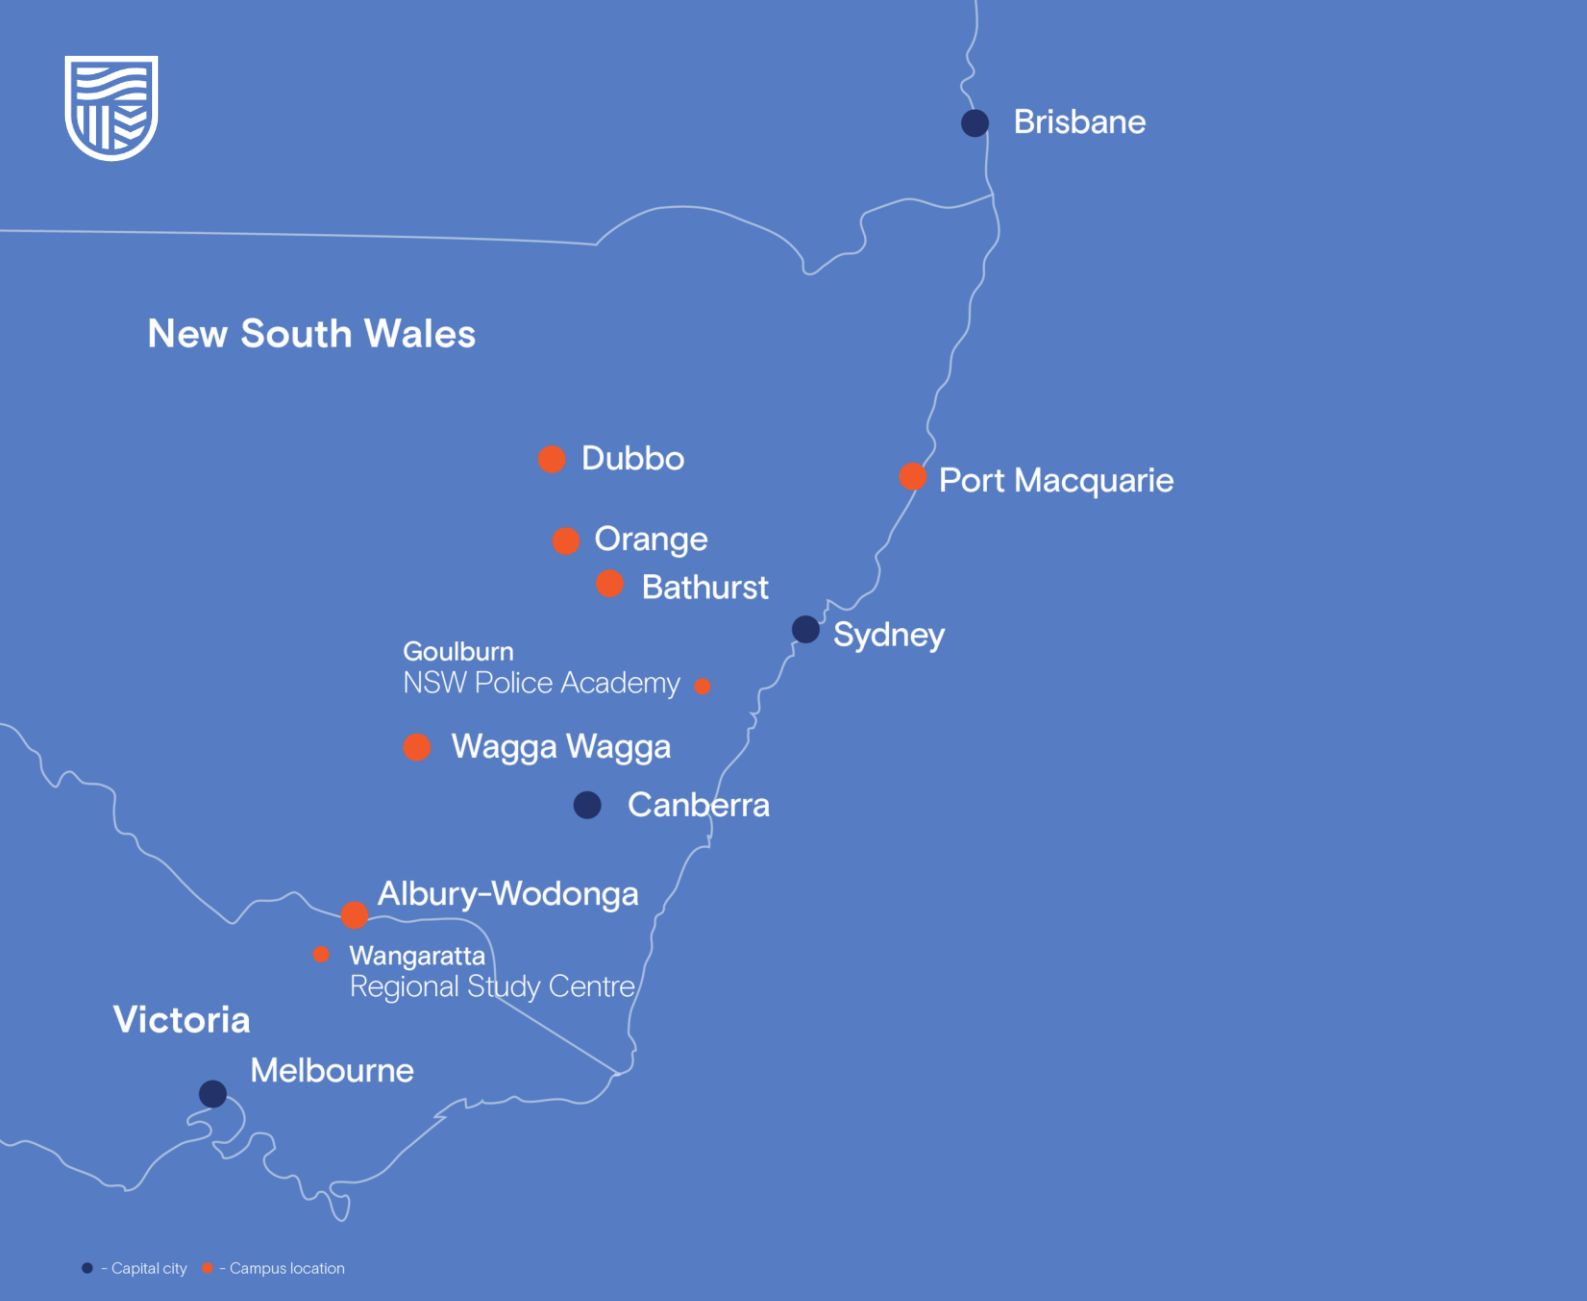 Brisbane
New South Wales
Dubbo
Port Macquarie
Orange
Bathurst
Sydney
Goulburn
NSW Police Academy
Wagga Wagga
Canberra
Albury-Wodonga
Wangaratta
Regional Study Centre
Victoria
Melbourne
- Capital city - Campus location